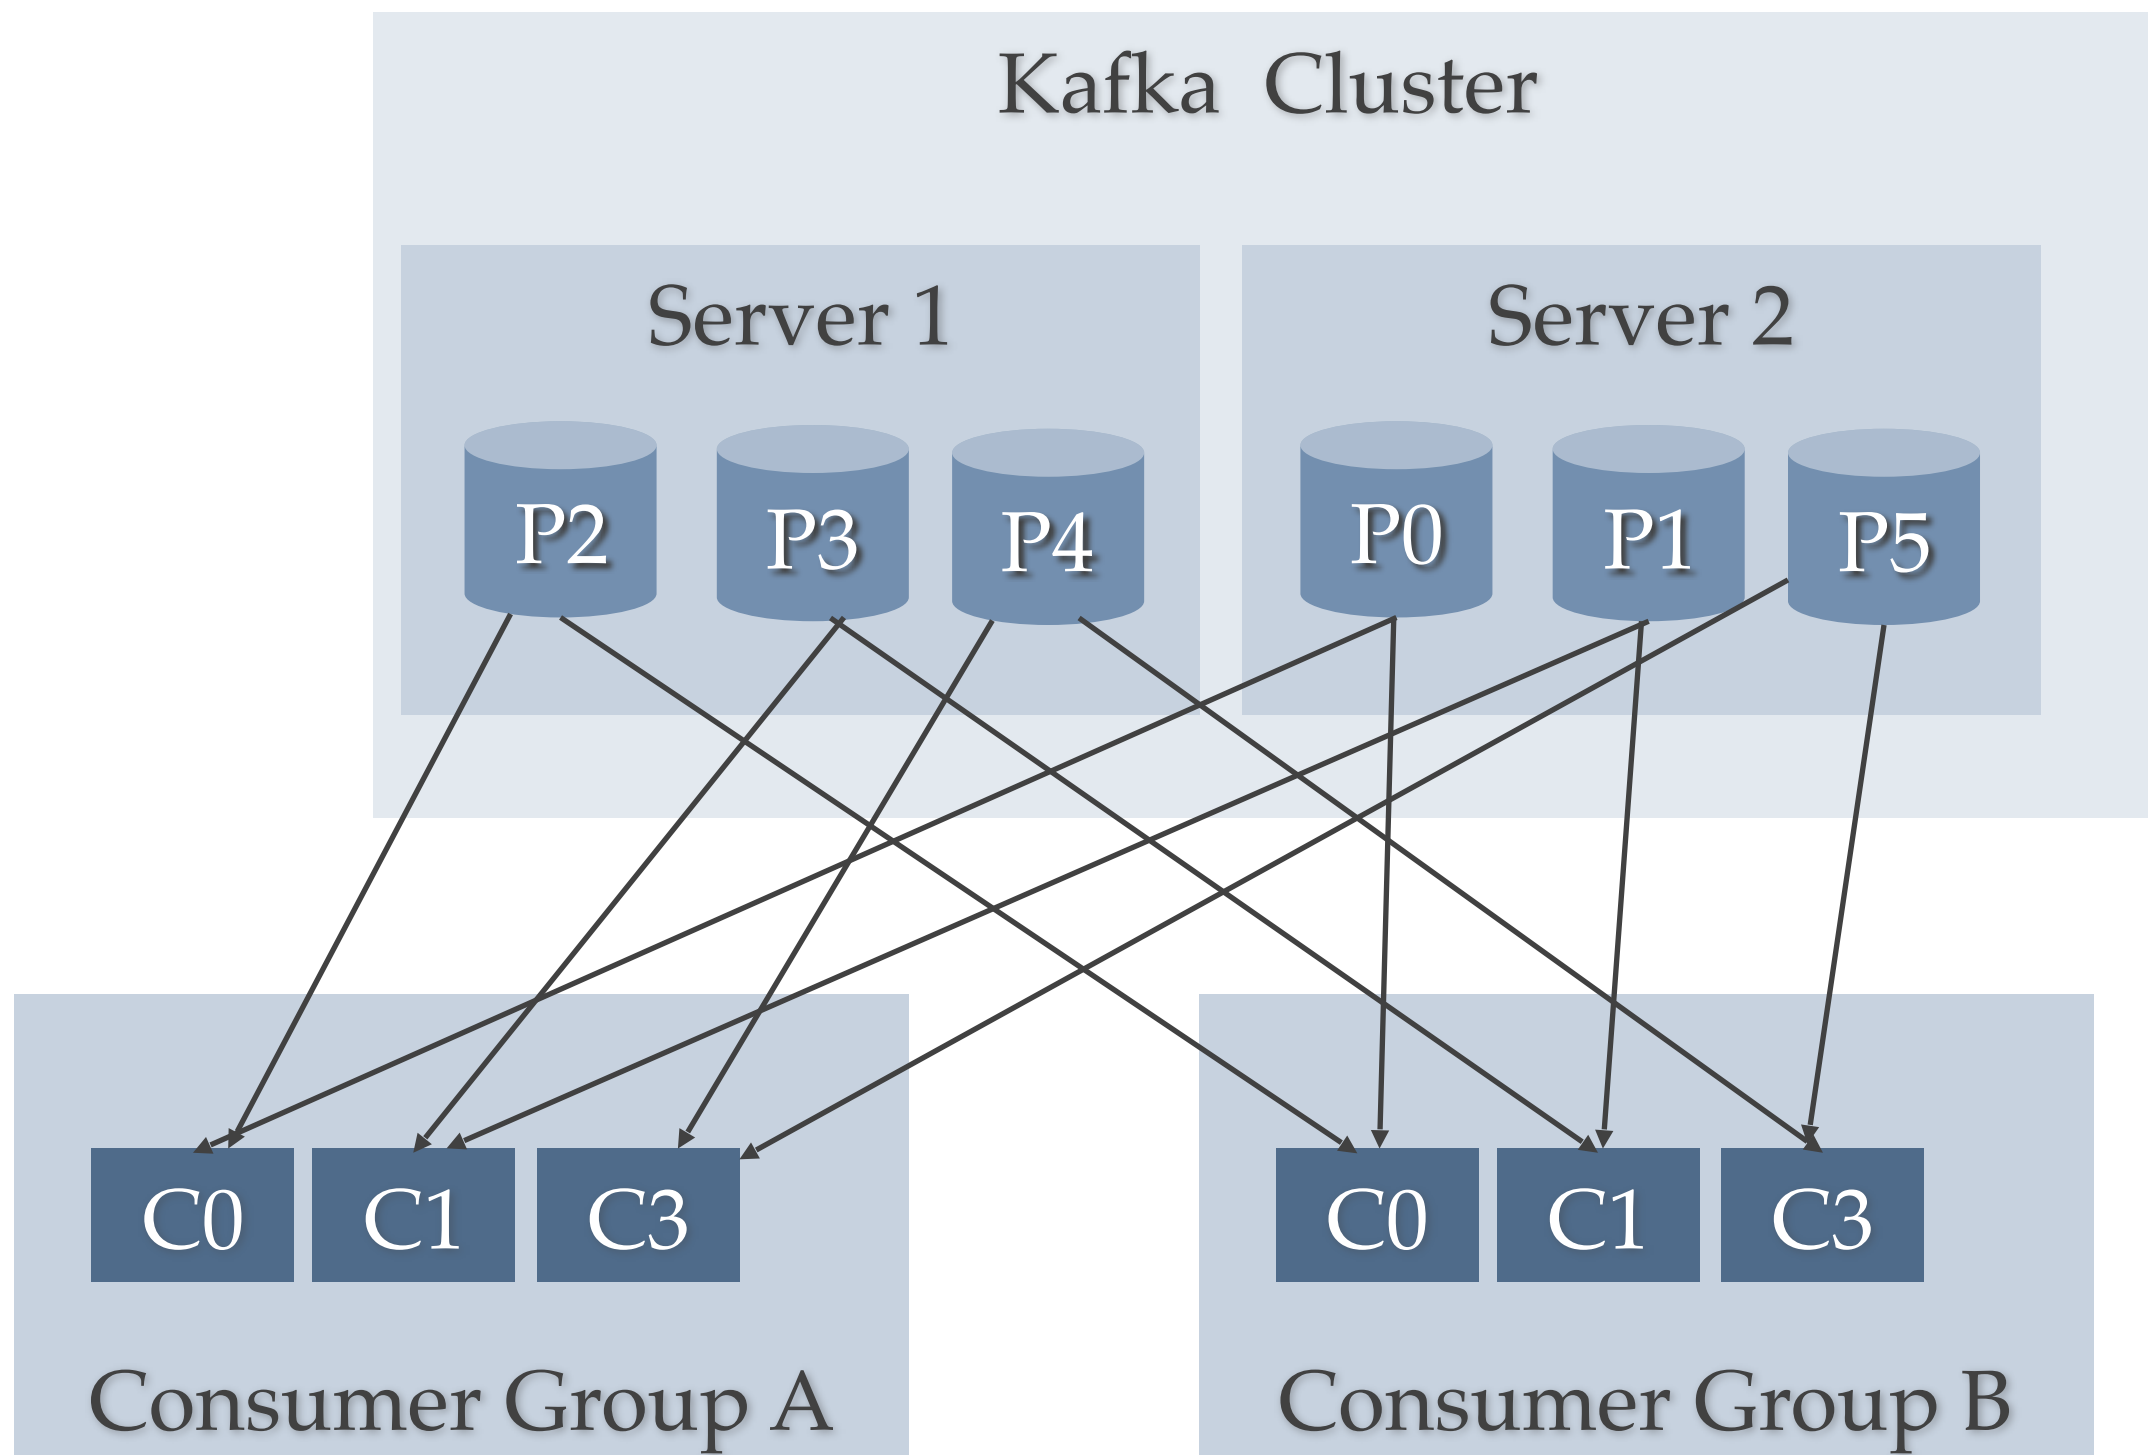 Kafka Cluster
Server 1
Server 2
P2
P3
P4
P0
P1
P5
C0
C1
C3
C0
C1
C3
Consumer Group A
Consumer Group B